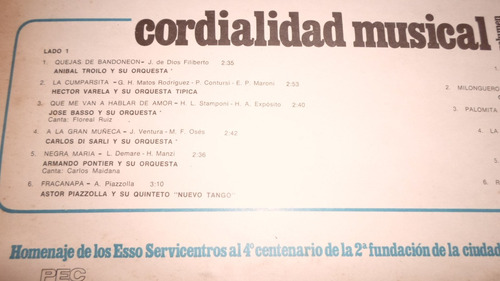 cordialidad musical
LADO 1
1. QUEJAS DE BANDONEON – J. de Dios Filiberto 2:35
ANIBAL TROILO Y SU ORQUESTA
2. LA CUMPARSITA – G. H. Matos Rodríguez - P. Contursi - E. P. Maroni 2:53
HECTOR VARELA Y SU ORQUESTA TIPICA
3. QUE ME VAN A HABLAR DE AMOR – H. L. Stamponi - H. A. Expósito 2:40
JOSE BASSO Y SU ORQUESTA
Canta: Floreal Ruiz
4. A LA GRAN MUÑECA – J. Ventura - M. F. Osés 2:42
CARLOS DI SARLI Y SU ORQUESTA
5. NEGRA MARIA – L. Demare - H. Manzi 2:36
ARMANDO PONTIER Y SU ORQUESTA
Canta: Carlos Maidana
6. FRACANAPA – A. Piazzolla 3:10
ASTOR PIAZZOLLA Y SU QUINTETO "NUEVO TANGO"
MILONGUERO
PALOMITA
LA
Homenaje de los Esso Servicentros al 4º centenario de la 2ª fundación de la ciudad
PEC